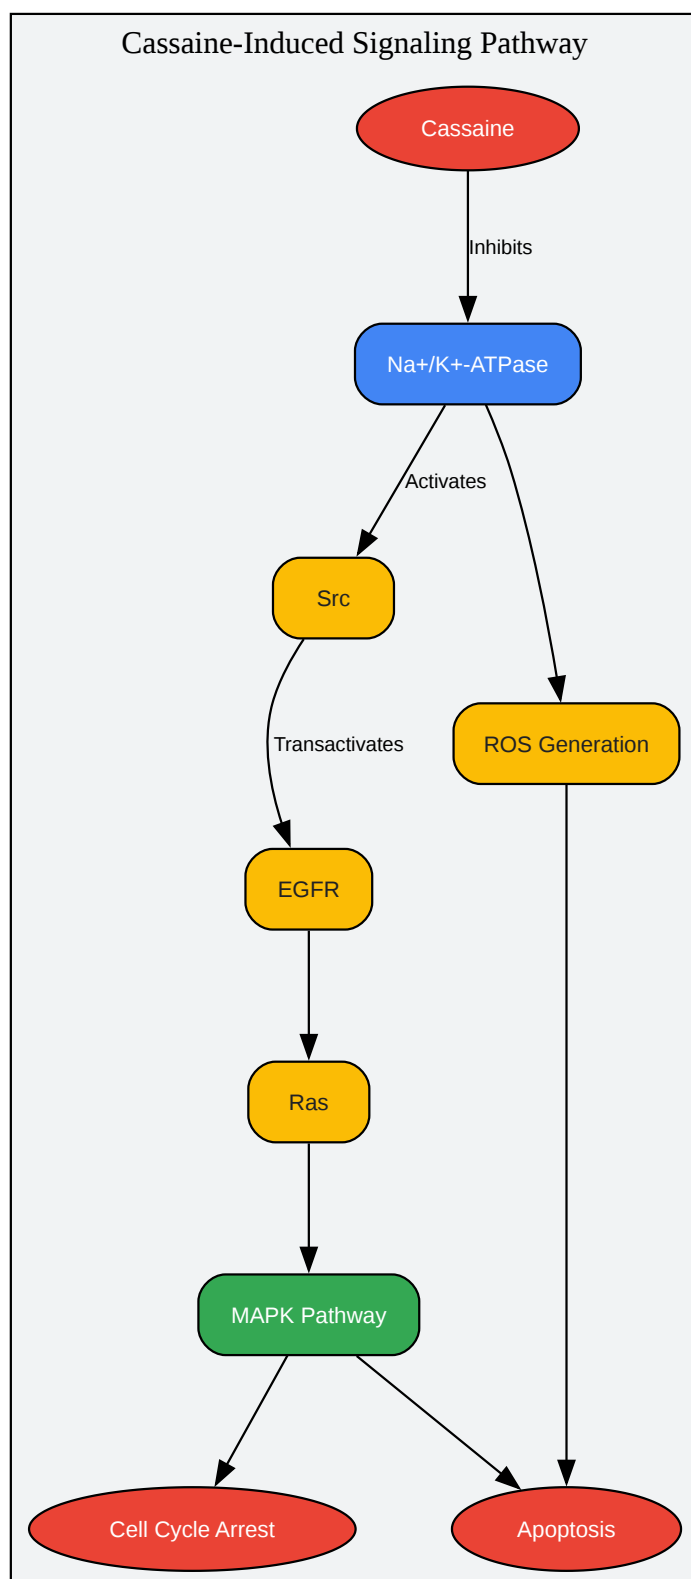 Cassaine-Induced Signaling Pathway
Cassaine
Inhibits
Na+/K+-ATPase
Activates
Src
ROS Generation
Transactivates
EGFR
Ras
MAPK Pathway
Cell Cycle Arrest
Apoptosis